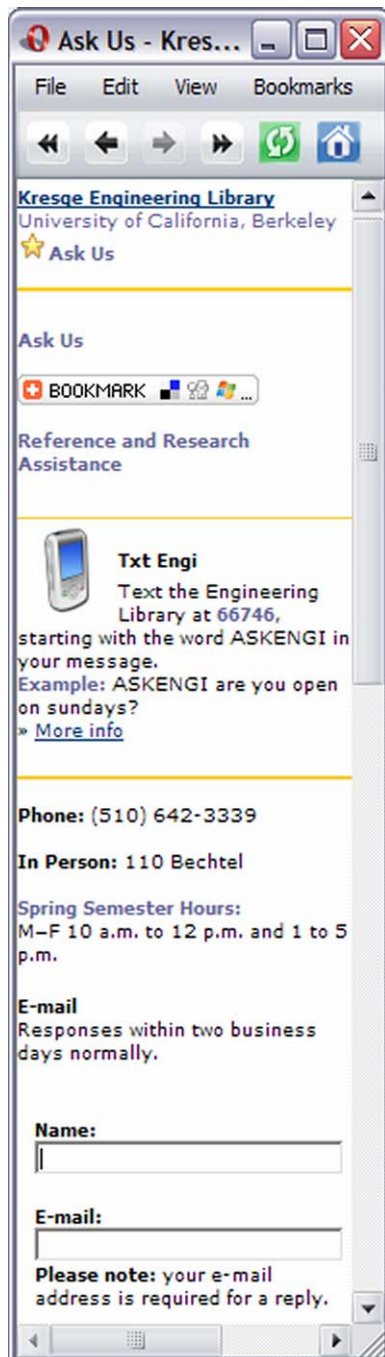 Ask Us - Kres...
File Edit View Bookmarks
Kresge Engineering Library
University of California, Berkeley
Ask Us
Ask Us
BOOKMARK ...
Reference and Research
Assistance
Txt Engi
Text the Engineering
Library at 66746,
starting with the word ASKENGI in
your message.
Example: ASKENGI are you open
on sundays?
» More info
Phone: (510) 642-3339
In Person: 110 Bechtel
Spring Semester Hours:
M–F 10 a.m. to 12 p.m. and 1 to 5
p.m.
E-mail
Responses within two business
days normally.
Name:
E-mail:
Please note: your e-mail
address is required for a reply.